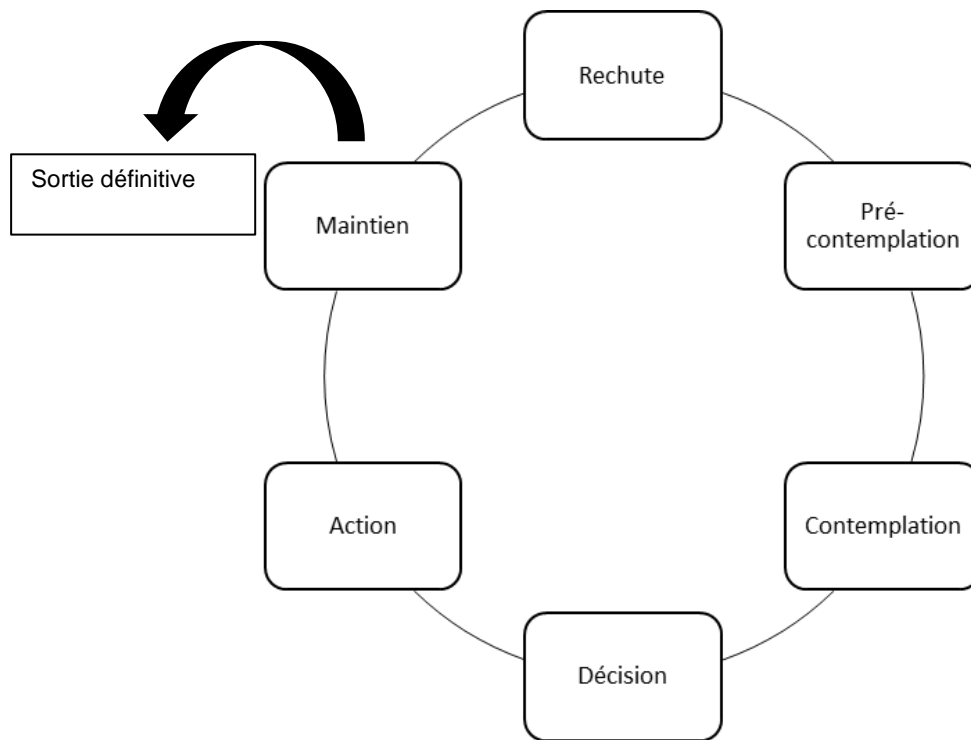 Rechute
Sortie définitive
Maintien
Pré-
contemplation
Action
Contemplation
Décision